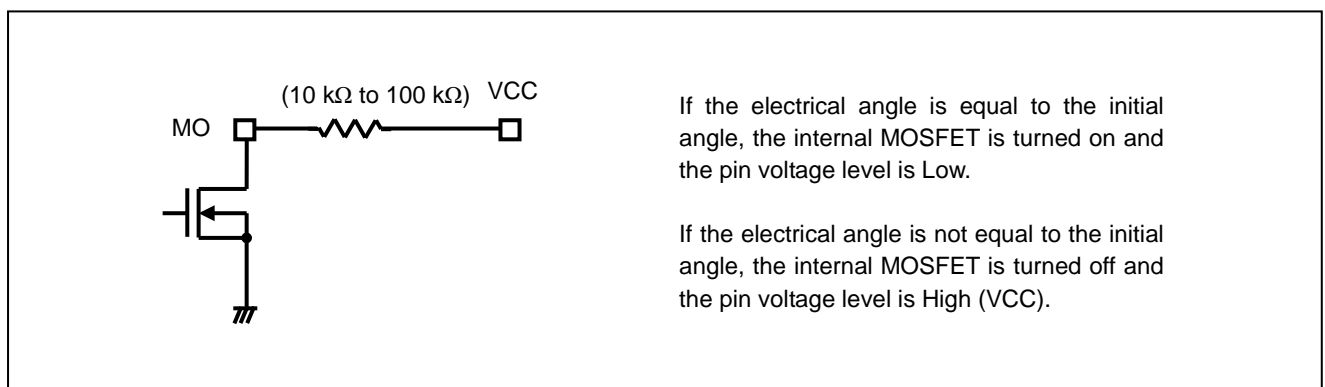 (10 kΩ to 100 kΩ) VCC
MO
If the electrical angle is equal to the initial
angle, the internal MOSFET is turned on and
the pin voltage level is Low.
If the electrical angle is not equal to the initial
angle, the internal MOSFET is turned off and
the pin voltage level is High (VCC).